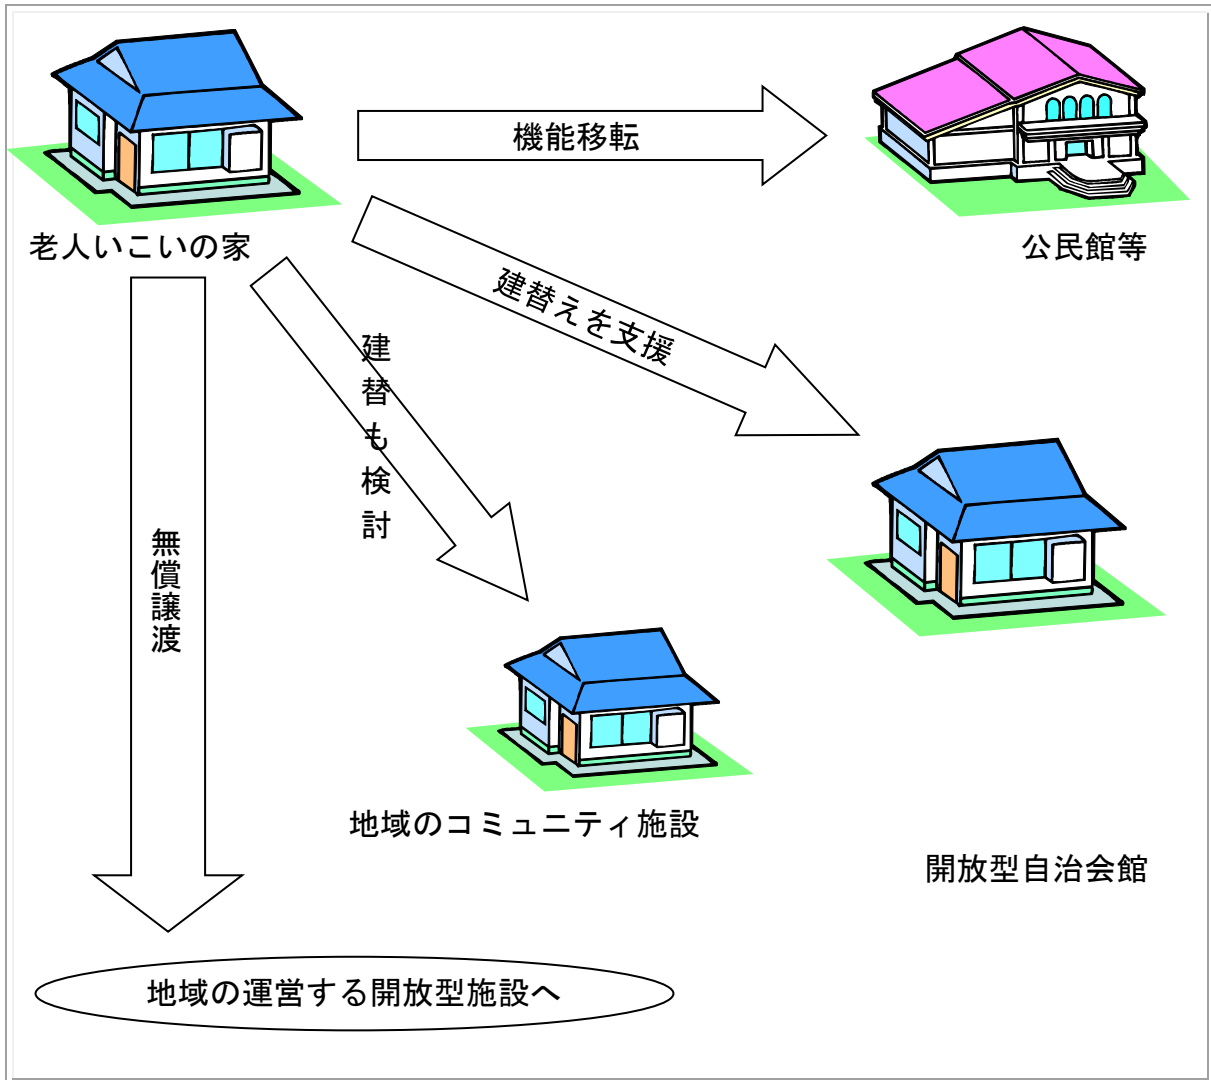 機能移転
老人いこいの家
公民館等
建替えを支援
建替も検討
無償譲渡
地域のコミュニティ施設
開放型自治会館
地域の運営する開放型施設へ